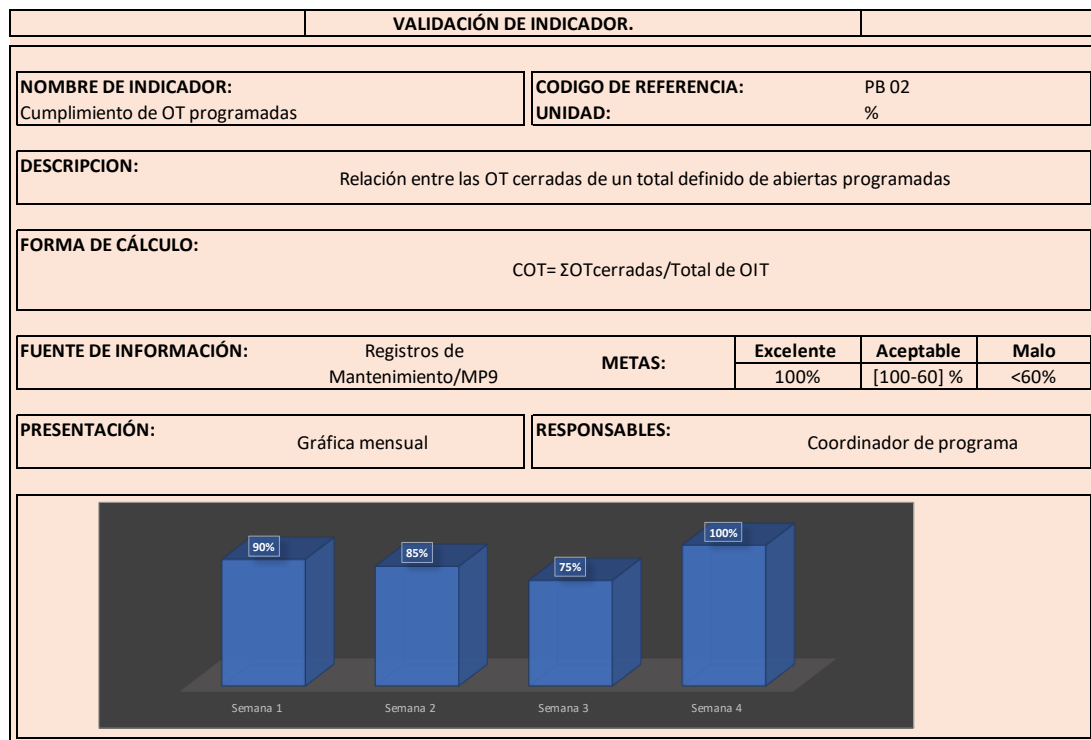 VALIDACIÓN DE INDICADOR.
NOMBRE DE INDICADOR:
Cumplimiento de OT programadas
CODIGO DE REFERENCIA: PB 02
UNIDAD: %
DESCRIPCION:
Relación entre las OT cerradas de un total definido de abiertas programadas
FORMA DE CÁLCULO:
COT= ΣOTcerradas/Total de OIT
FUENTE DE INFORMACIÓN:
Registros de
Mantenimiento/MP9
METAS:
Excelente Aceptable Malo
100% [100-60] % <60%
PRESENTACIÓN:
Gráfica mensual
RESPONSABLES:
Coordinador de programa
90% 85% 75% 100%
Semana 1 Semana 2 Semana 3 Semana 4